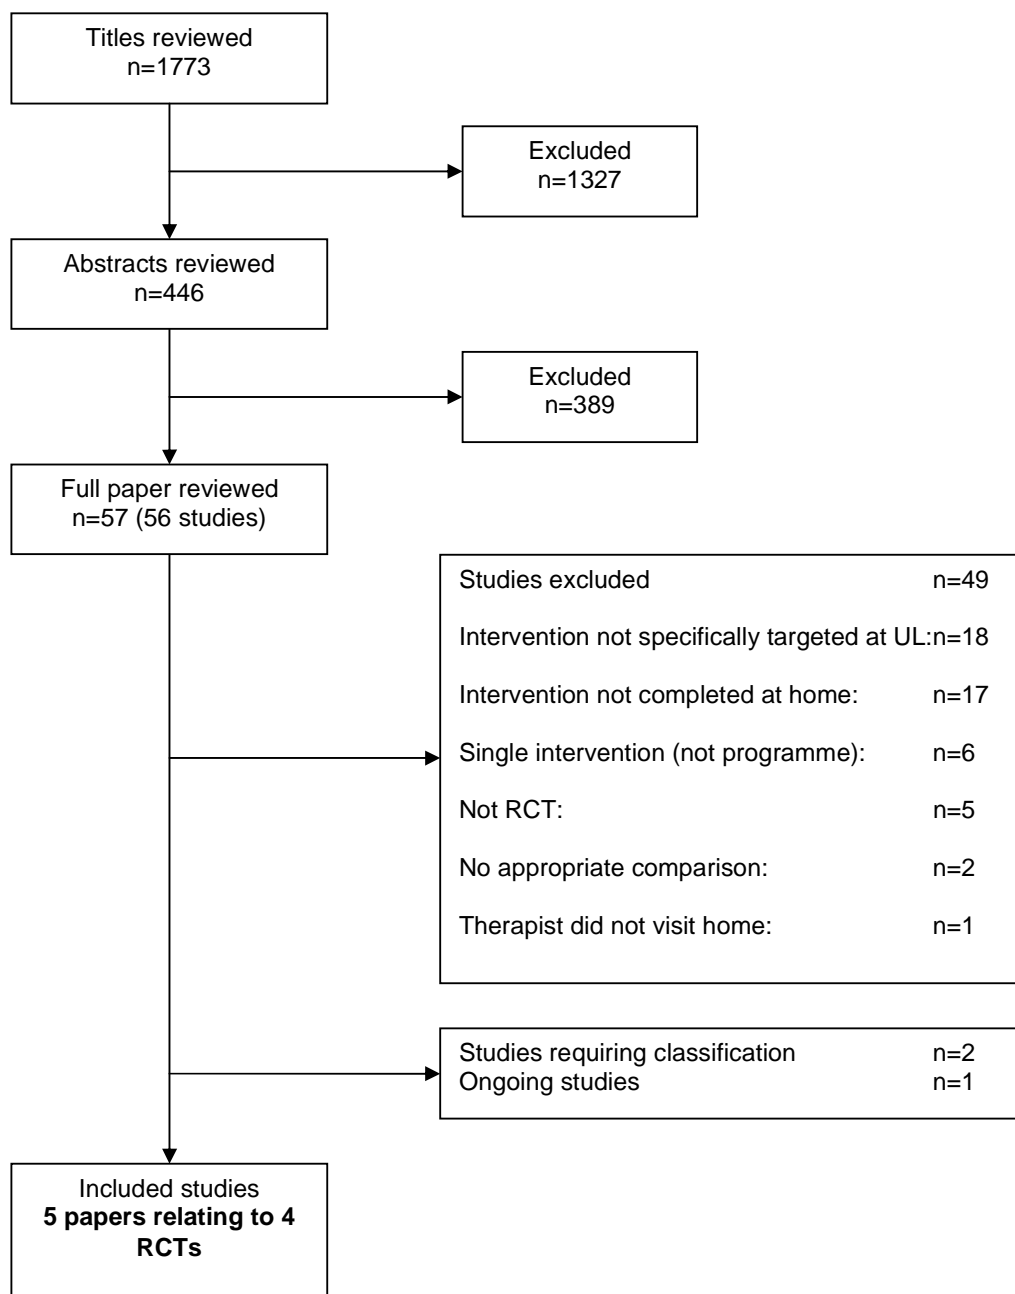 Titles reviewed
n=1773
Excluded
n=1327
Abstracts reviewed
n=446
Excluded
n=389
Full paper reviewed
n=57 (56 studies)
Studies excluded n=49
Intervention not specifically targeted at UL:n=18
Intervention not completed at home: n=17
Single intervention (not programme): n=6
Not RCT: n=5
No appropriate comparison: n=2
Therapist did not visit home: n=1
Studies requiring classification n=2
Ongoing studies n=1
Included studies
5 papers relating to 4
RCTs